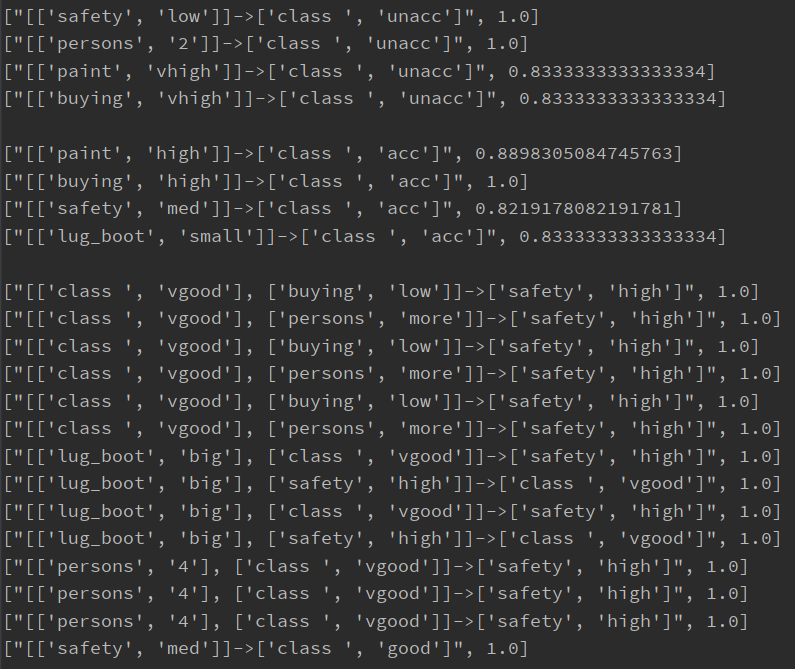 ["[['safety', 'low']]->['class ', 'unacc']", 1.0]
["[['persons', '2']]->['class ', 'unacc']", 1.0]
["[['paint', 'vhigh']]->['class ', 'unacc']", 0.8333333333333334]
["[['buying', 'vhigh']]->['class ', 'unacc']", 0.8333333333333334]
["[['paint', 'high']]->['class ', 'acc']", 0.8898305084745763]
["[['buying', 'high']]->['class ', 'acc']", 1.0]
["[['safety', 'med']]->['class ', 'acc']", 0.8219178082191781]
["[['lug_boot', 'small']]->['class ', 'acc']", 0.8333333333333334]
["[['class ', 'vgood'], ['buying', 'low']]->['safety', 'high']", 1.0]
["[['class ', 'vgood'], ['persons', 'more']]->['safety', 'high']", 1.0]
["[['class ', 'vgood'], ['buying', 'low']]->['safety', 'high']", 1.0]
["[['class ', 'vgood'], ['persons', 'more']]->['safety', 'high']", 1.0]
["[['class ', 'vgood'], ['buying', 'low']]->['safety', 'high']", 1.0]
["[['class ', 'vgood'], ['persons', 'more']]->['safety', 'high']", 1.0]
["[['lug_boot', 'big'], ['class ', 'vgood']]->['safety', 'high']", 1.0]
["[['lug_boot', 'big'], ['safety', 'high']]->['class ', 'vgood']", 1.0]
["[['lug_boot', 'big'], ['class ', 'vgood']]->['safety', 'high']", 1.0]
["[['lug_boot', 'big'], ['safety', 'high']]->['class ', 'vgood']", 1.0]
["[['persons', '4'], ['class ', 'vgood']]->['safety', 'high']", 1.0]
["[['persons', '4'], ['class ', 'vgood']]->['safety', 'high']", 1.0]
["[['persons', '4'], ['class ', 'vgood']]->['safety', 'high']", 1.0]
["[['safety', 'med']]->['class ', 'good']", 1.0]